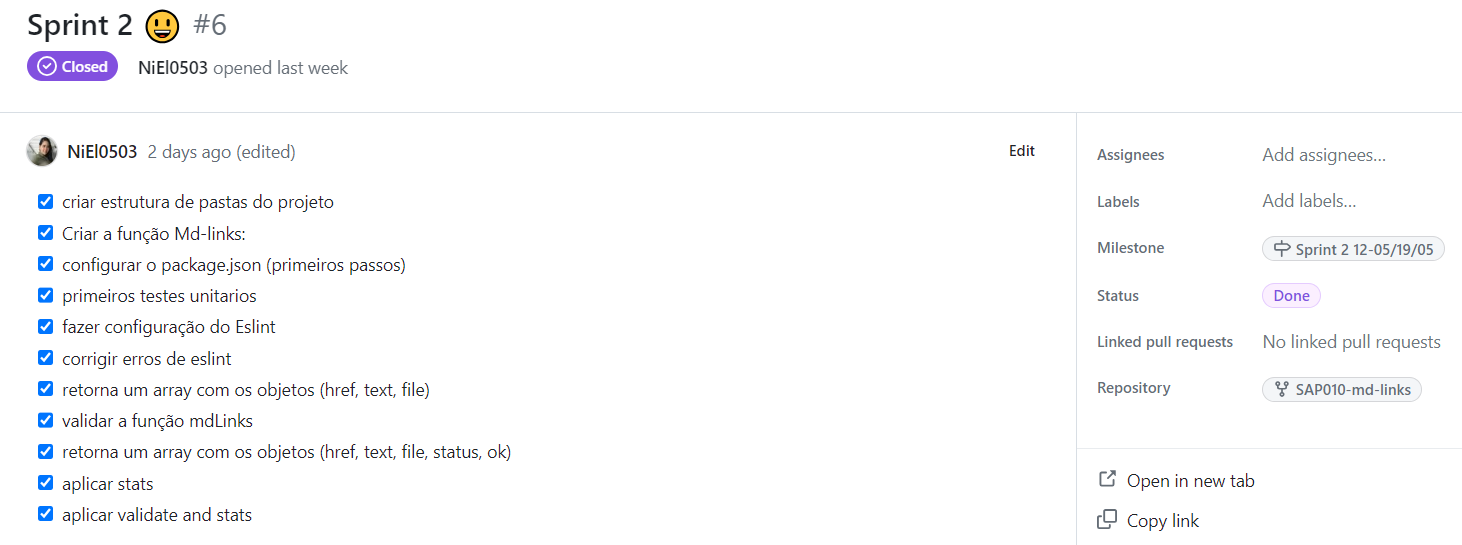 Sprint 2 😃 #6
Closed NiEl0503 opened last week
NiEl0503 2 days ago (edited) Edit
criar estrutura de pastas do projeto
Criar a função Md-links:
configurar o package.json (primeiros passos)
primeiros testes unitarios
fazer configuração do Eslint
corrigir erros de eslint
retorna um array com os objetos (href, text, file)
validar a função mdLinks
retorna um array com os objetos (href, text, file, status, ok)
aplicar stats
aplicar validate and stats
Assignees Add assignees...
Labels Add labels...
Milestone Sprint 2 12-05/19/05
Status Done
Linked pull requests No linked pull requests
Repository SAP010-md-links
Open in new tab
Copy link